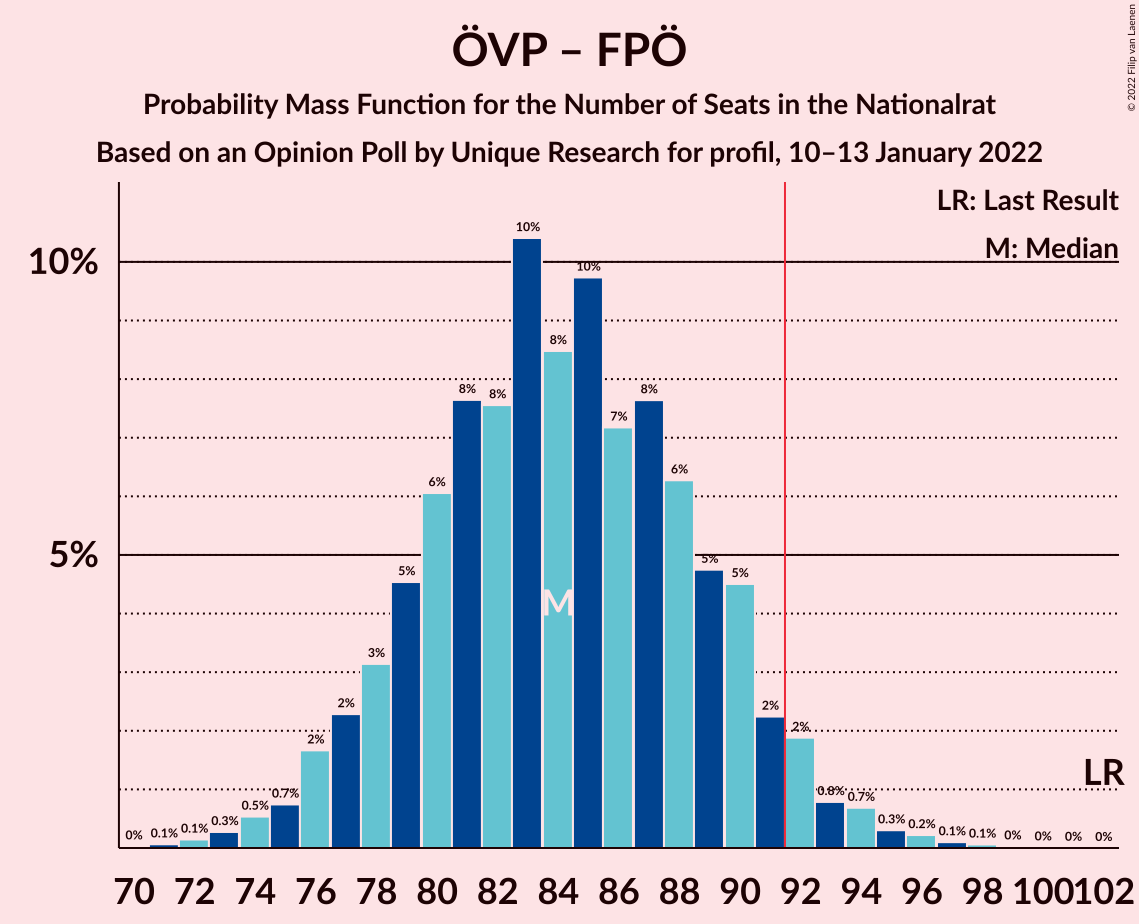 ÖVP – FPÖ
Probability Mass Function for the Number of Seats in the Nationalrat
Based on an Opinion Poll by Unique Research for profil, 10–13 January 2022
© 2022 Filip van Laenen
LR: Last Result
M: Median
10%
5%
0% 0.1% 0.1% 0.3% 0.5% 0.7% 2% 2% 3% 5% 6% 8% 8% 10% 8% 10% 7% 8% 6% 5% 5% 2% 2% 0.8% 0.7% 0.3% 0.2% 0.1% 0.1% 0% 0% 0% 0%
M
LR
70 72 74 76 78 80 82 84 86 88 90 92 94 96 98 100 102